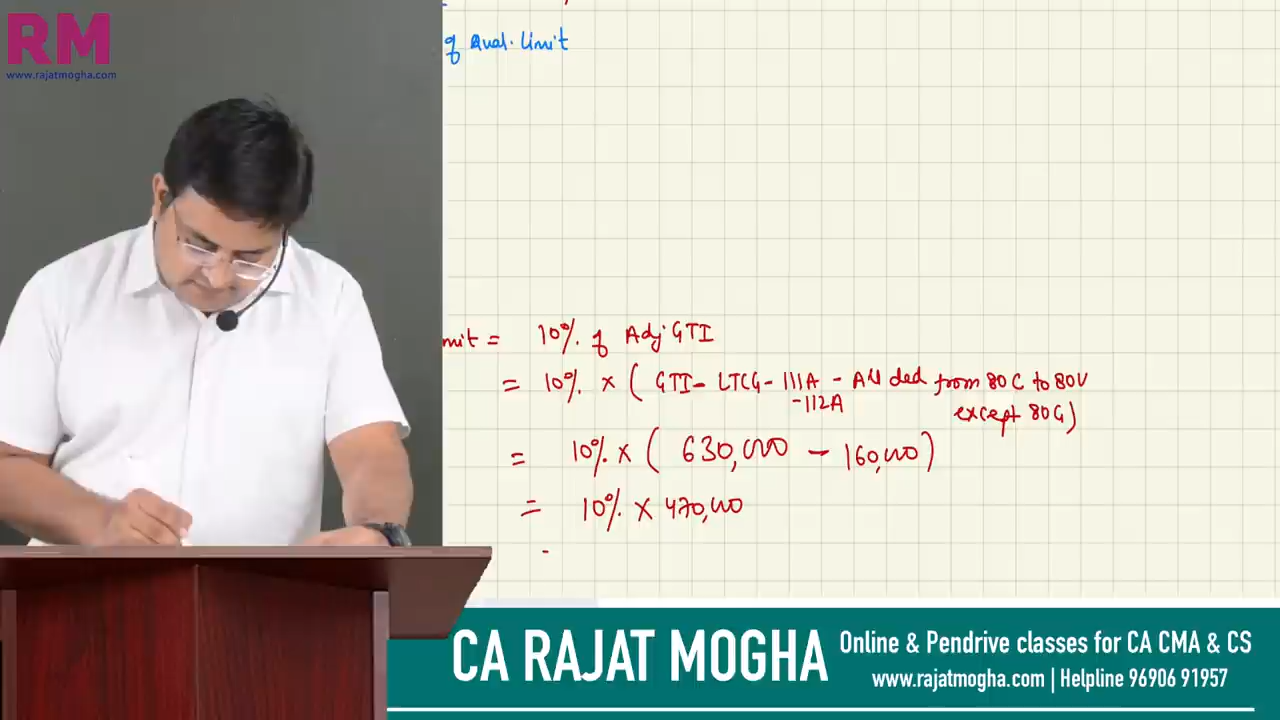 RM
www.rajatmogha.com
of Qual. Limit
mit = 10% of Adj GTI
= 10% × ( GTI - LTCG - 111A - All ded from 80C to 80U
-112A except 80G)
= 10% × ( 630,000 - 160,000 )
= 10% × 470,000
CA RAJAT MOGHA
Online & Pendrive classes for CA CMA & CS
www.rajatmogha.com | Helpline 96906 91957